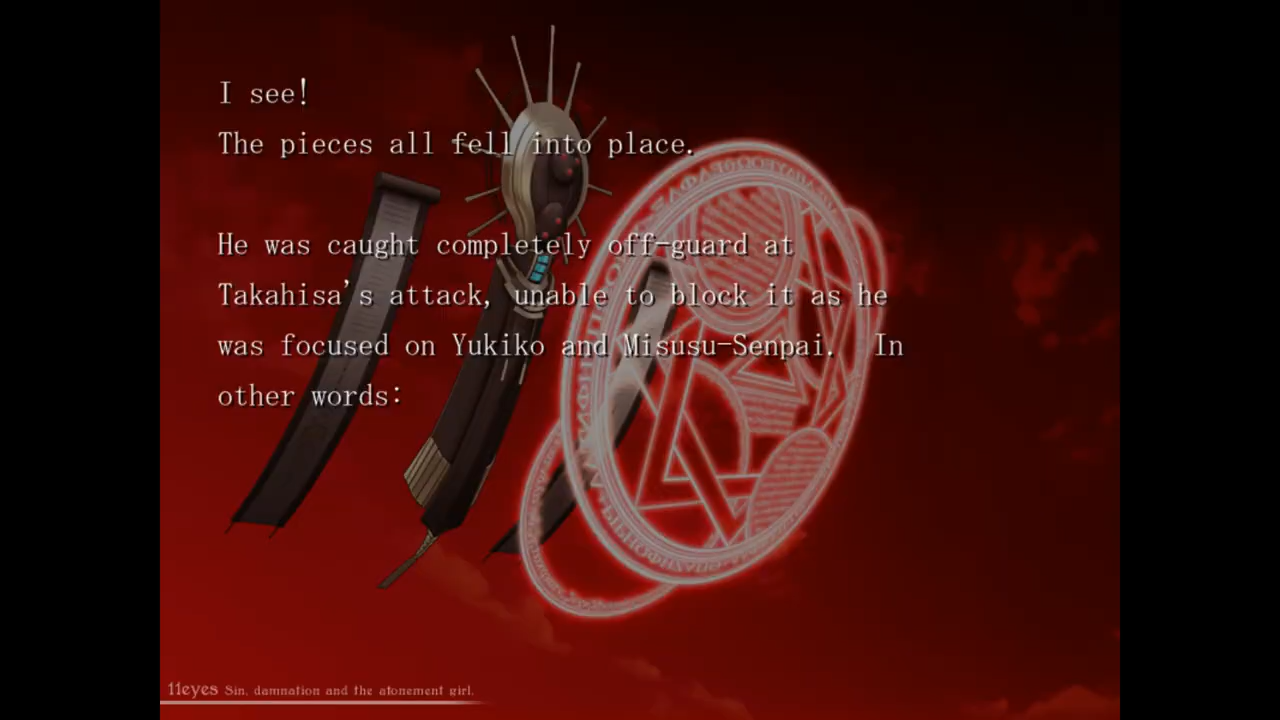 I see!
The pieces all fell into place.
He was caught completely off-guard at
Takahisa's attack, unable to block it as he
was focused on Yukiko and Misusu-Senpai.  In
other words:
11eyes Sin, damnation and the atonement girl.